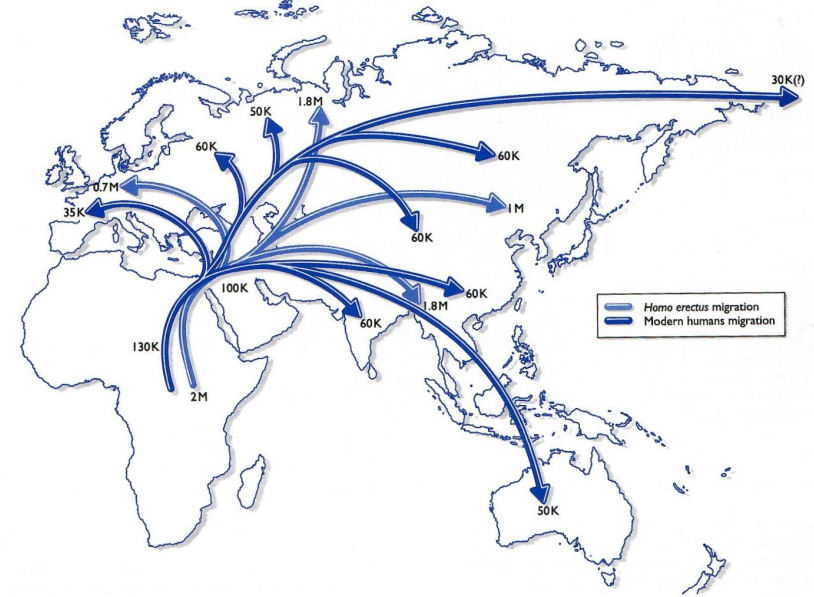 30K(?)
1.8M
50K
60K
60K
0.7M
35K
1M
60K
100K
60K
1.8M
60K
Homo erectus migration
Modern humans migration
130K
2M
50K